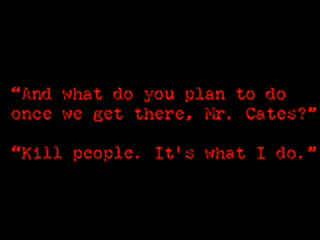 “And what do you plan to do
once we get there, Mr. Cates?”
“Kill people. It's what I do.”